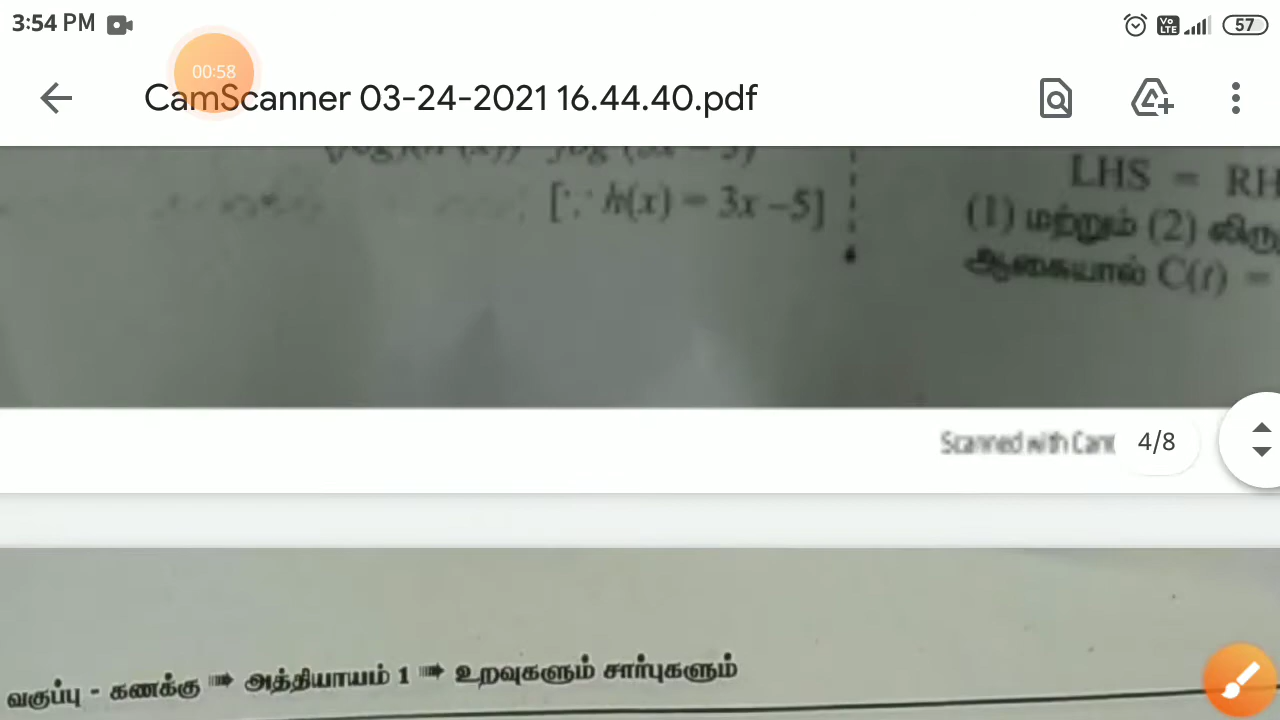 3:54 PM
VoLTE 57
00:58
CamScanner 03-24-2021 16.44.40.pdf
[∵ h(x) = 3x –5]
LHS = RH
(1) மற்றும் (2)
ஆகையால் C(t) =
Scanned with Cam
4/8
வகுப்பு - கணக்கு ➠ அத்தியாயம் 1 ➠ உறவுகளும் சார்புகளும்